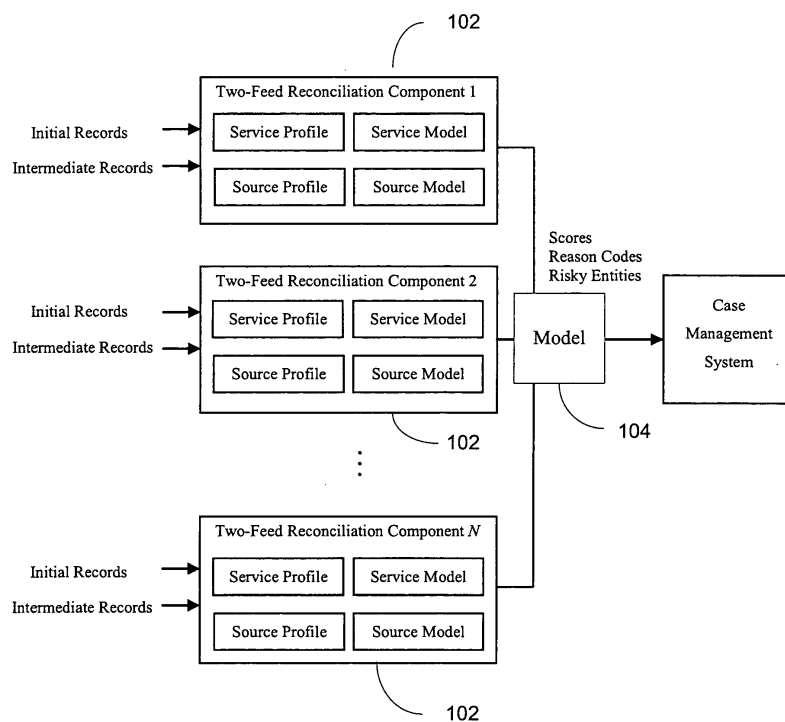 102
Two-Feed Reconciliation Component 1
Initial Records
Service Profile
Service Model
Intermediate Records
Source Profile
Source Model
Scores
Reason Codes
Risky Entities
Two-Feed Reconciliation Component 2
Initial Records
Service Profile
Service Model
Intermediate Records
Source Profile
Source Model
Model
Case
Management
System
104
102
Two-Feed Reconciliation Component N
Initial Records
Service Profile
Service Model
Intermediate Records
Source Profile
Source Model
102